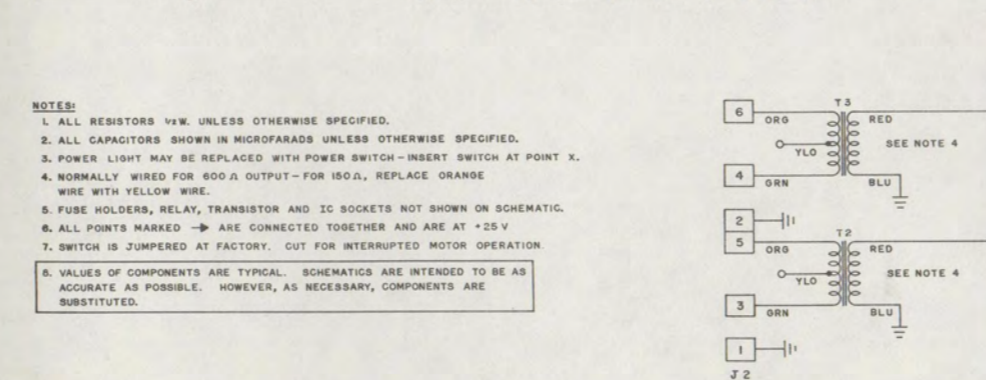 NOTES:
1. ALL RESISTORS 1/2W. UNLESS OTHERWISE SPECIFIED.
2. ALL CAPACITORS SHOWN IN MICROFARADS UNLESS OTHERWISE SPECIFIED.
3. POWER LIGHT MAY BE REPLACED WITH POWER SWITCH - INSERT SWITCH AT POINT X.
4. NORMALLY WIRED FOR 600 Ω OUTPUT - FOR 150 Ω, REPLACE ORANGE
WIRE WITH YELLOW WIRE.
5. FUSE HOLDERS, RELAY, TRANSISTOR AND IC SOCKETS NOT SHOWN ON SCHEMATIC.
6. ALL POINTS MARKED → ARE CONNECTED TOGETHER AND ARE AT +25 V
7. SWITCH IS JUMPERED AT FACTORY. CUT FOR INTERRUPTED MOTOR OPERATION.
8. VALUES OF COMPONENTS ARE TYPICAL. SCHEMATICS ARE INTENDED TO BE AS
ACCURATE AS POSSIBLE. HOWEVER, AS NECESSARY, COMPONENTS ARE
SUBSTITUTED.
T3
6 ORG RED
YLO SEE NOTE 4
4 GRN BLU
2
T2
5 ORG RED
YLO SEE NOTE 4
3 GRN BLU
1
J2